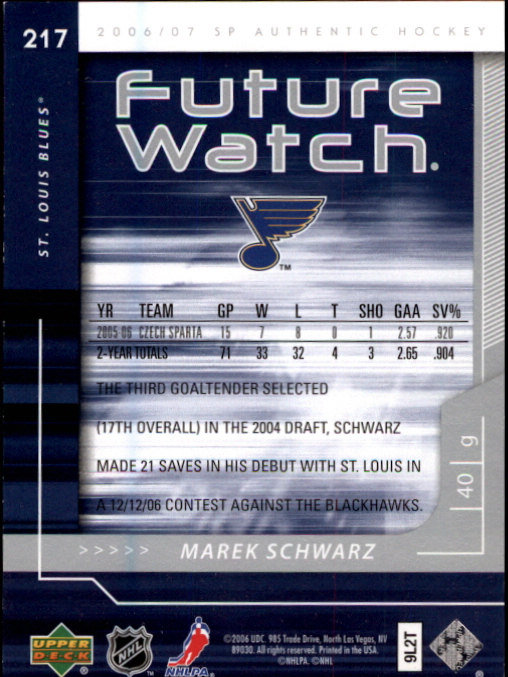 217
2006/07 SP AUTHENTIC HOCKEY
ST. LOUIS BLUES®
Future
Watch.
TM
YR TEAM GP W L T SHO GAA SV%
2005-06 CZECH SPARTA 15 7 8 0 1 2.57 .920
2-YEAR TOTALS 71 33 32 4 3 2.65 .904
THE THIRD GOALTENDER SELECTED
(17TH OVERALL) IN THE 2004 DRAFT, SCHWARZ
MADE 21 SAVES IN HIS DEBUT WITH ST. LOUIS IN
A 12/12/06 CONTEST AGAINST THE BLACKHAWKS.
40 g
>>>>> MAREK SCHWARZ
UPPER
DECK
®
NHL
NHLPA.
©2006 UDC. 985 Trade Drive, North Las Vegas, NV
89030. All rights reserved. Printed in the USA.
©NHLPA. ©NHL
9L2T
®